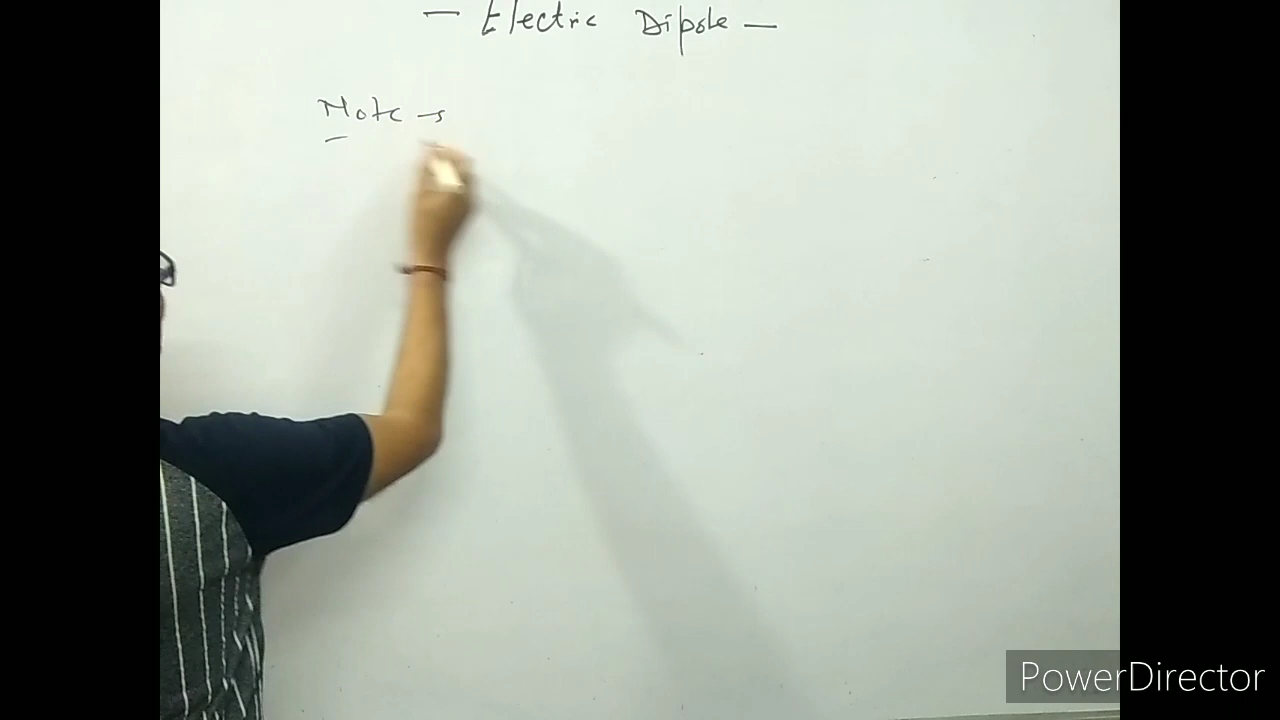 - Electric Dipole -
Note →
PowerDirector